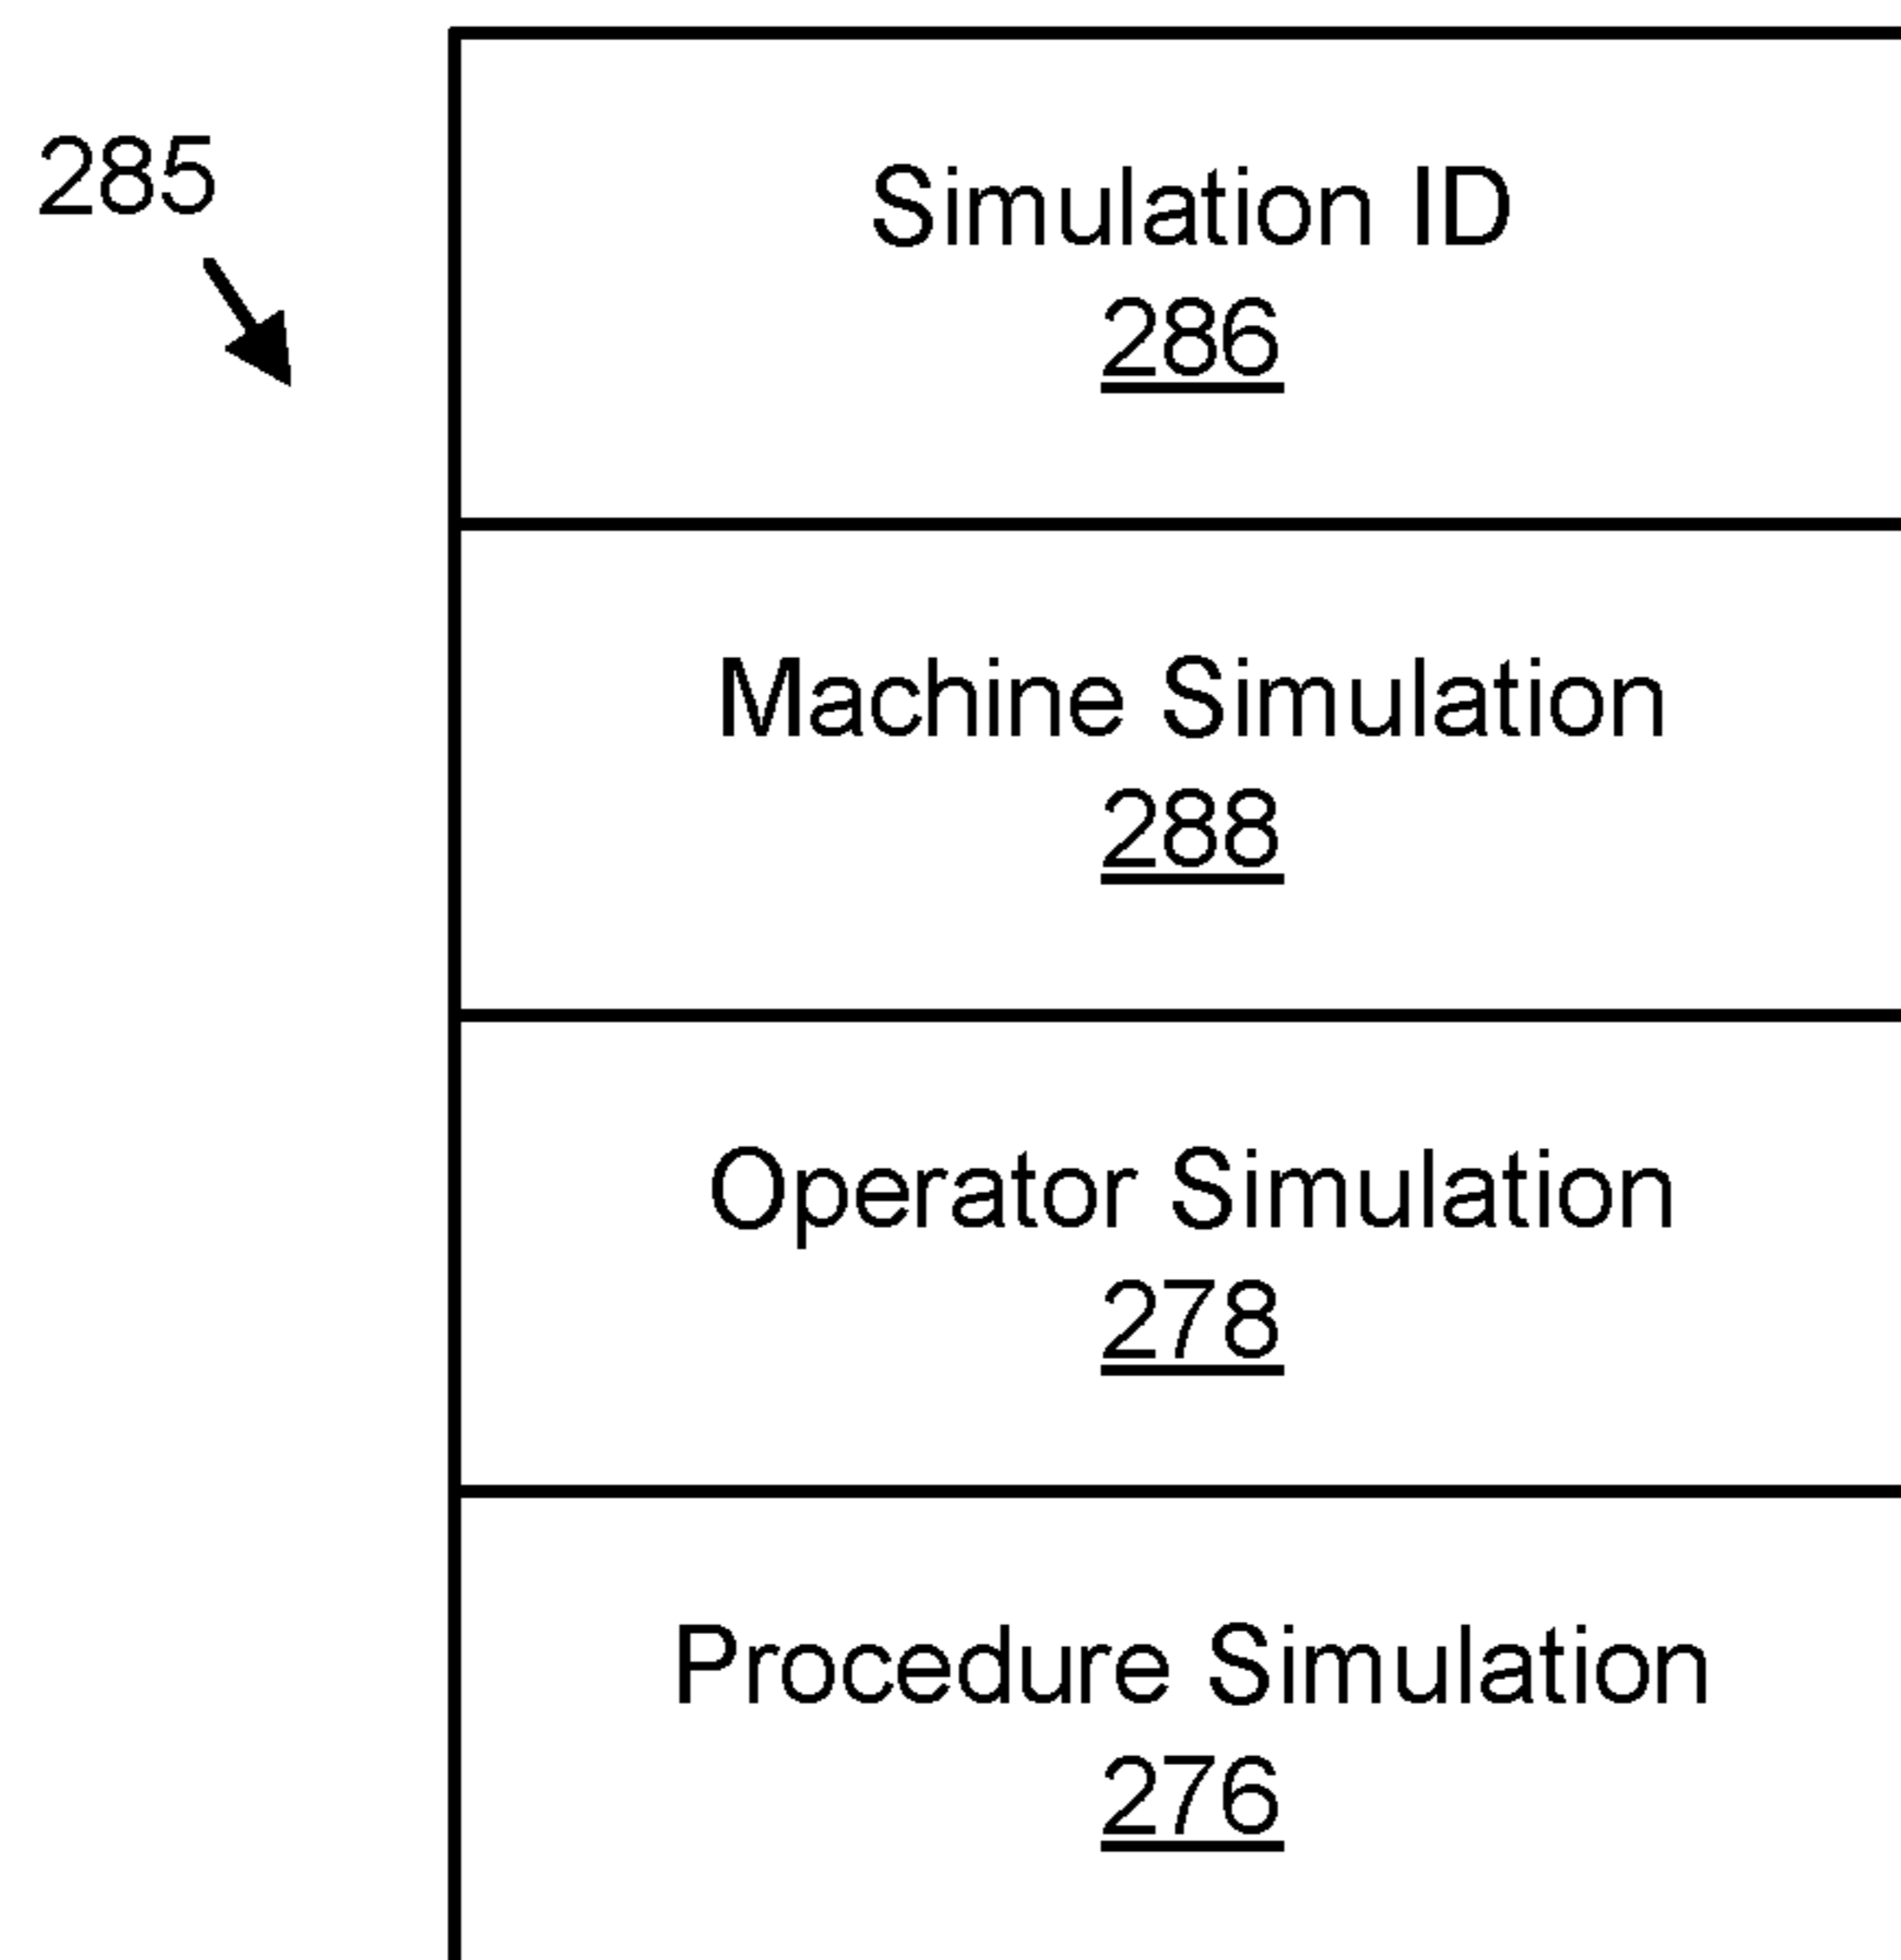 285
Simulation ID
286
Machine Simulation
288
Operator Simulation
278
Procedure Simulation
276